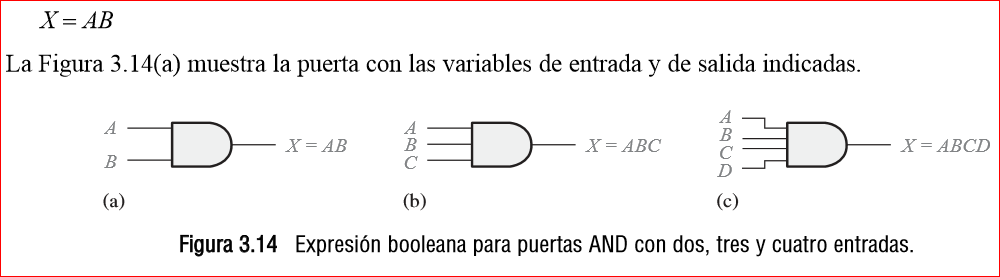 X = AB
La Figura 3.14(a) muestra la puerta con las variables de entrada y de salida indicadas.
A
B
X = AB
(a)
A
B
C
X = ABC
(b)
A
B
C
D
X = ABCD
(c)
Figura 3.14 Expresión booleana para puertas AND con dos, tres y cuatro entradas.